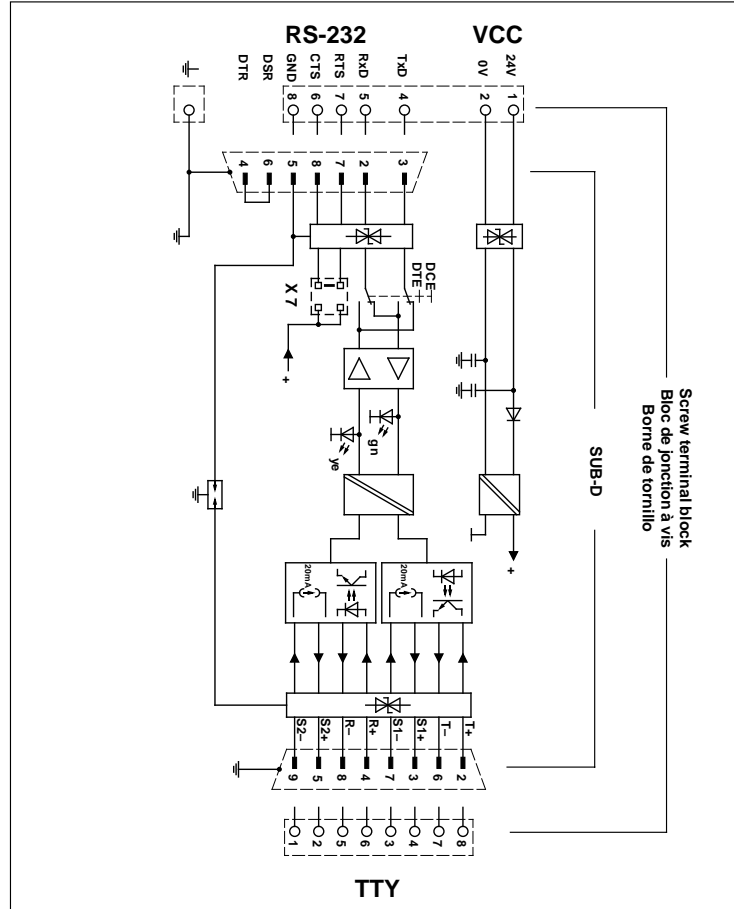 RS-232
VCC
DTR
DSR
GND
CTS
RTS
RxD
TxD
0V
24V
8
6
7
5
4
2
1
4
6
5
8
7
2
3
DCE
DTE
X 7
+
gn
ye
+
Screw terminal block
Bloc de jonction à vis
Borne de tornillo
SUB-D
20mA
20mA
S2–
S2+
R–
R+
S1–
S1+
T–
T+
9
5
8
4
7
3
6
2
1
2
5
6
3
4
7
8
TTY